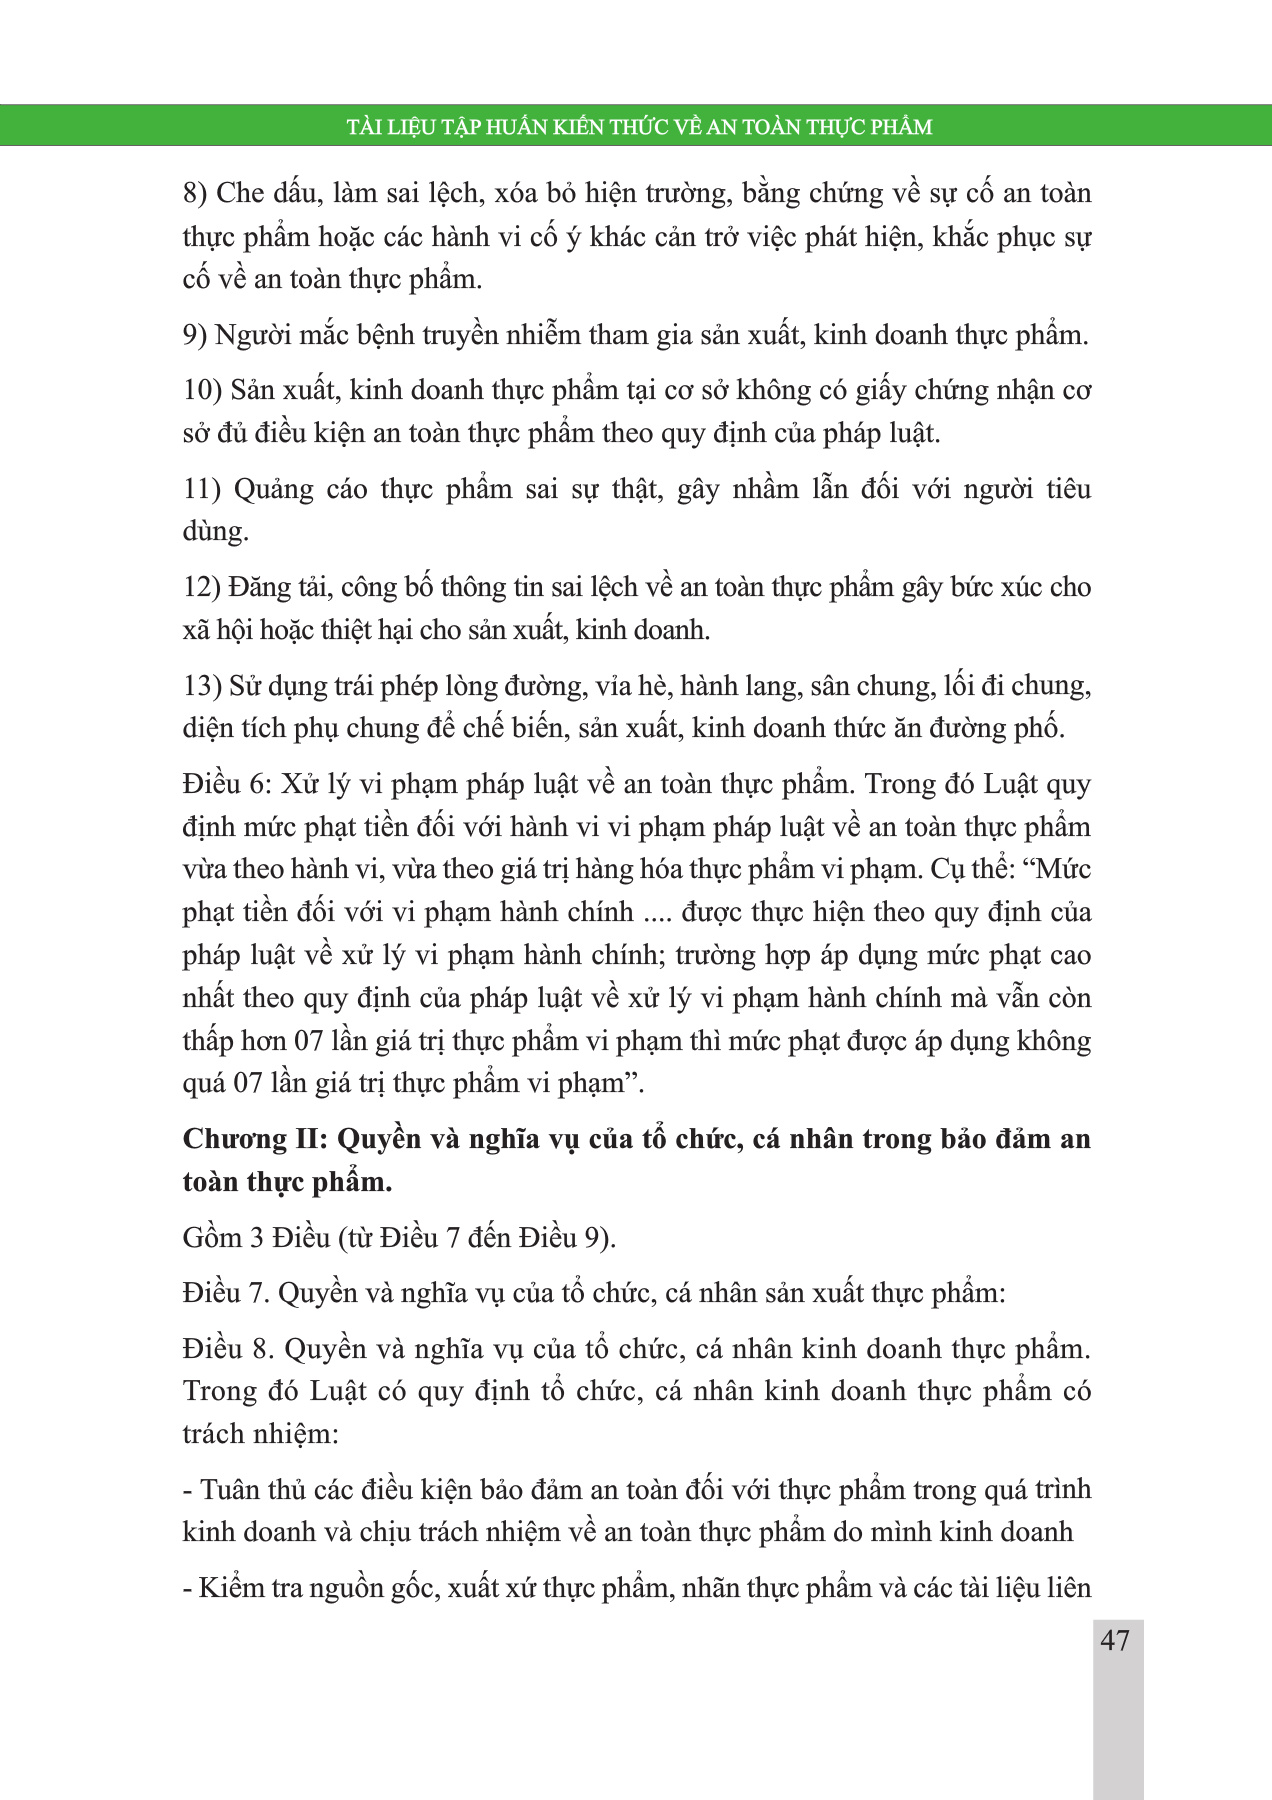 TÀI LIỆU TẬP HUẤN KIẾN THỨC VỀ AN TOÀN THỰC PHẨM
8) Che dấu, làm sai lệch, xóa bỏ hiện trường, bằng chứng về sự cố an toàn
thực phẩm hoặc các hành vi cố ý khác cản trở việc phát hiện, khắc phục sự
cố về an toàn thực phẩm.
9) Người mắc bệnh truyền nhiễm tham gia sản xuất, kinh doanh thực phẩm.
10) Sản xuất, kinh doanh thực phẩm tại cơ sở không có giấy chứng nhận cơ
sở đủ điều kiện an toàn thực phẩm theo quy định của pháp luật.
11) Quảng cáo thực phẩm sai sự thật, gây nhầm lẫn đối với người tiêu
dùng.
12) Đăng tải, công bố thông tin sai lệch về an toàn thực phẩm gây bức xúc cho
xã hội hoặc thiệt hại cho sản xuất, kinh doanh.
13) Sử dụng trái phép lòng đường, vỉa hè, hành lang, sân chung, lối đi chung,
diện tích phụ chung để chế biến, sản xuất, kinh doanh thức ăn đường phố.
Điều 6: Xử lý vi phạm pháp luật về an toàn thực phẩm. Trong đó Luật quy
định mức phạt tiền đối với hành vi vi phạm pháp luật về an toàn thực phẩm
vừa theo hành vi, vừa theo giá trị hàng hóa thực phẩm vi phạm. Cụ thể: “Mức
phạt tiền đối với vi phạm hành chính .... được thực hiện theo quy định của
pháp luật về xử lý vi phạm hành chính; trường hợp áp dụng mức phạt cao
nhất theo quy định của pháp luật về xử lý vi phạm hành chính mà vẫn còn
thấp hơn 07 lần giá trị thực phẩm vi phạm thì mức phạt được áp dụng không
quá 07 lần giá trị thực phẩm vi phạm”.
Chương II: Quyền và nghĩa vụ của tổ chức, cá nhân trong bảo đảm an
toàn thực phẩm.
Gồm 3 Điều (từ Điều 7 đến Điều 9).
Điều 7. Quyền và nghĩa vụ của tổ chức, cá nhân sản xuất thực phẩm:
Điều 8. Quyền và nghĩa vụ của tổ chức, cá nhân kinh doanh thực phẩm.
Trong đó Luật có quy định tổ chức, cá nhân kinh doanh thực phẩm có
trách nhiệm:
- Tuân thủ các điều kiện bảo đảm an toàn đối với thực phẩm trong quá trình
kinh doanh và chịu trách nhiệm về an toàn thực phẩm do mình kinh doanh
- Kiểm tra nguồn gốc, xuất xứ thực phẩm, nhãn thực phẩm và các tài liệu liên
47